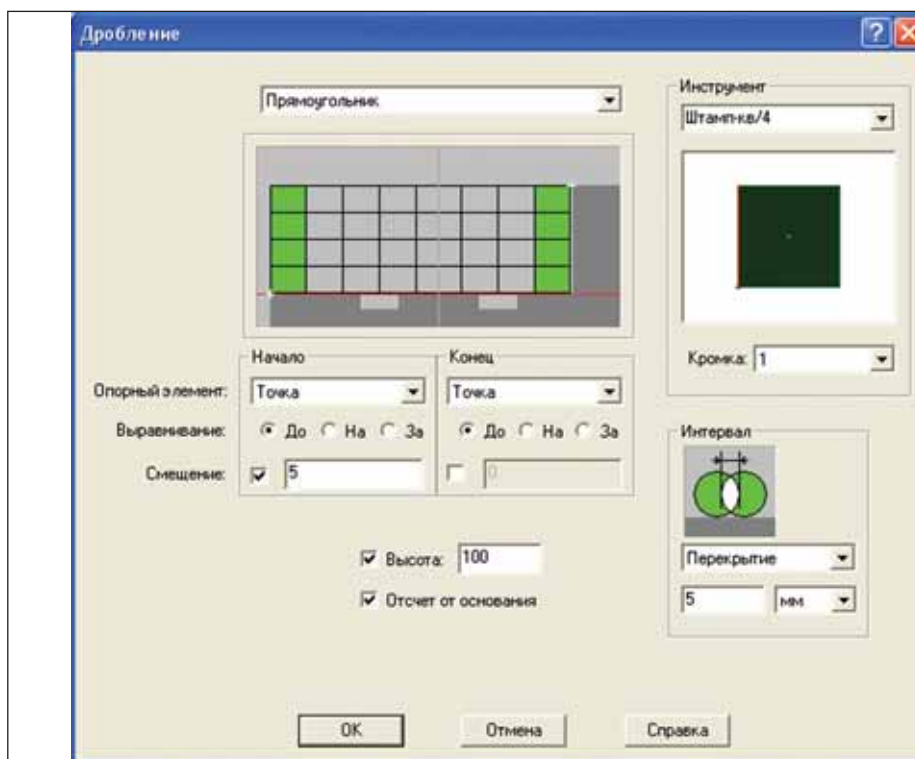 Дробление
Прямоугольник
Инструмент
Штамп-кв/4
Кромка: 1
Начало
Конец
Опорный элемент: Точка Точка
Выравнивание: До На За До На За
Смещение: 5 0
Интервал
Перекрытие
5 мм
Высота: 100
Отсчет от основания
OK Отмена Справка